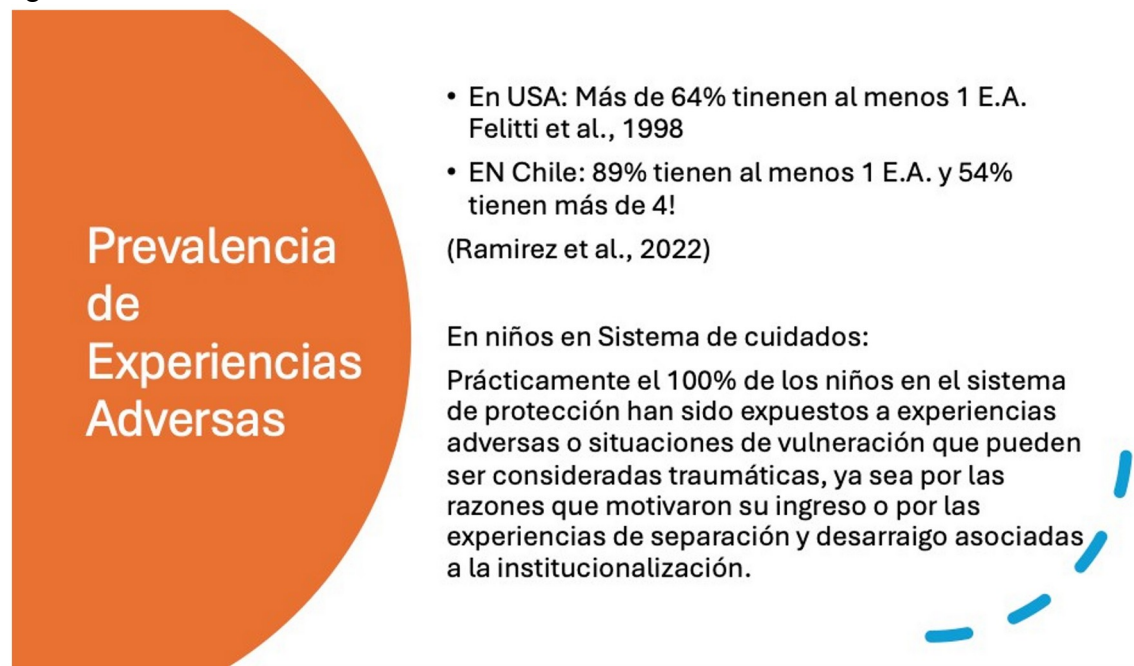 Prevalencia
de
Experiencias
Adversas
• En USA: Más de 64% tinenen al menos 1 E.A.
Felitti et al., 1998
• EN Chile: 89% tienen al menos 1 E.A. y 54%
tienen más de 4!
(Ramirez et al., 2022)
En niños en Sistema de cuidados:
Prácticamente el 100% de los niños en el sistema
de protección han sido expuestos a experiencias
adversas o situaciones de vulneración que pueden
ser consideradas traumáticas, ya sea por las
razones que motivaron su ingreso o por las
experiencias de separación y desarraigo asociadas
a la institucionalización.